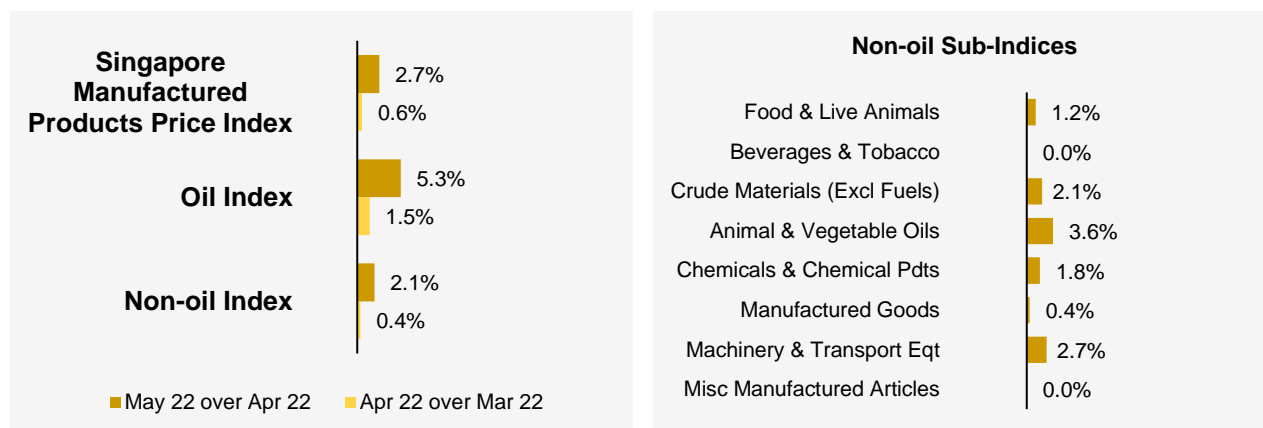 Singapore
Manufactured
Products Price Index
2.7%
0.6%
Oil Index
5.3%
1.5%
Non-oil Index
2.1%
0.4%
May 22 over Apr 22
Apr 22 over Mar 22
Non-oil Sub-Indices
Food & Live Animals
1.2%
Beverages & Tobacco
0.0%
Crude Materials (Excl Fuels)
2.1%
Animal & Vegetable Oils
3.6%
Chemicals & Chemical Pdts
1.8%
Manufactured Goods
0.4%
Machinery & Transport Eqt
2.7%
Misc Manufactured Articles
0.0%